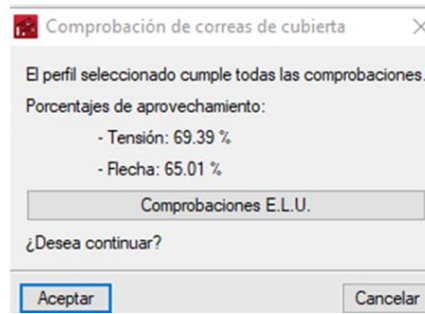 Comprobación de correas de cubierta
El perfil seleccionado cumple todas las comprobaciones.
Porcentajes de aprovechamiento:
- Tensión: 69.39 %
- Flecha: 65.01 %
Comprobaciones E.L.U.
¿Desea continuar?
Aceptar
Cancelar